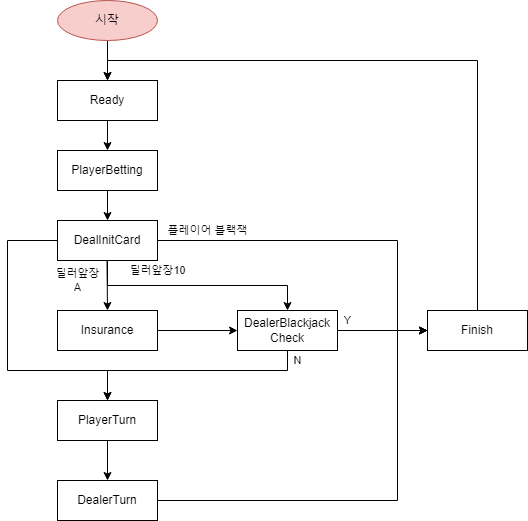 시작
Ready
PlayerBetting
DealInitCard
플레이어 블랙잭
딜러앞장
A
딜러앞장10
Insurance
DealerBlackjack
Check
Y
Finish
N
PlayerTurn
DealerTurn